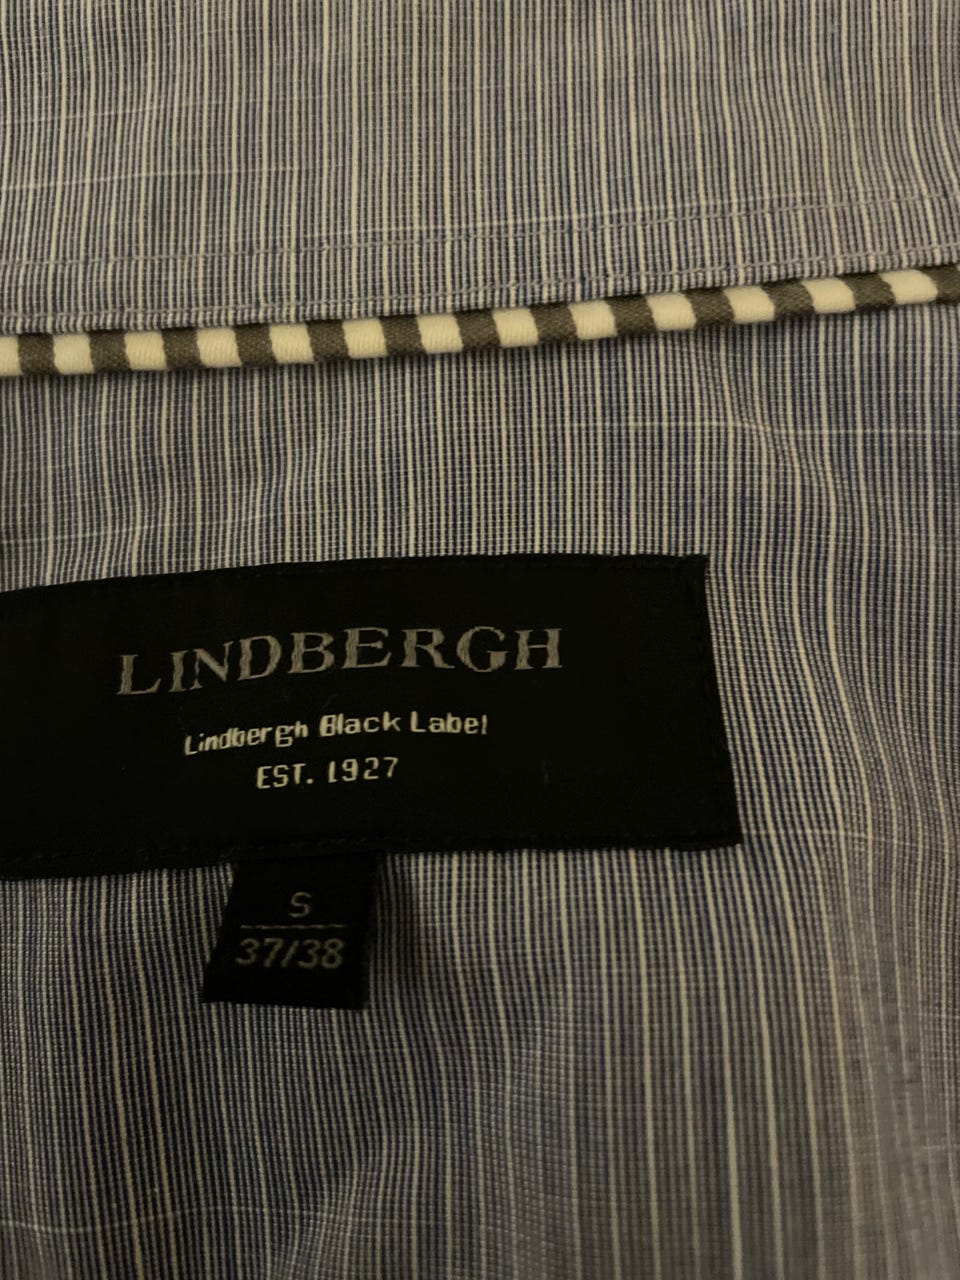 LINDBERGH
Lindbergh Black Label
EST. 1927
S
37/38